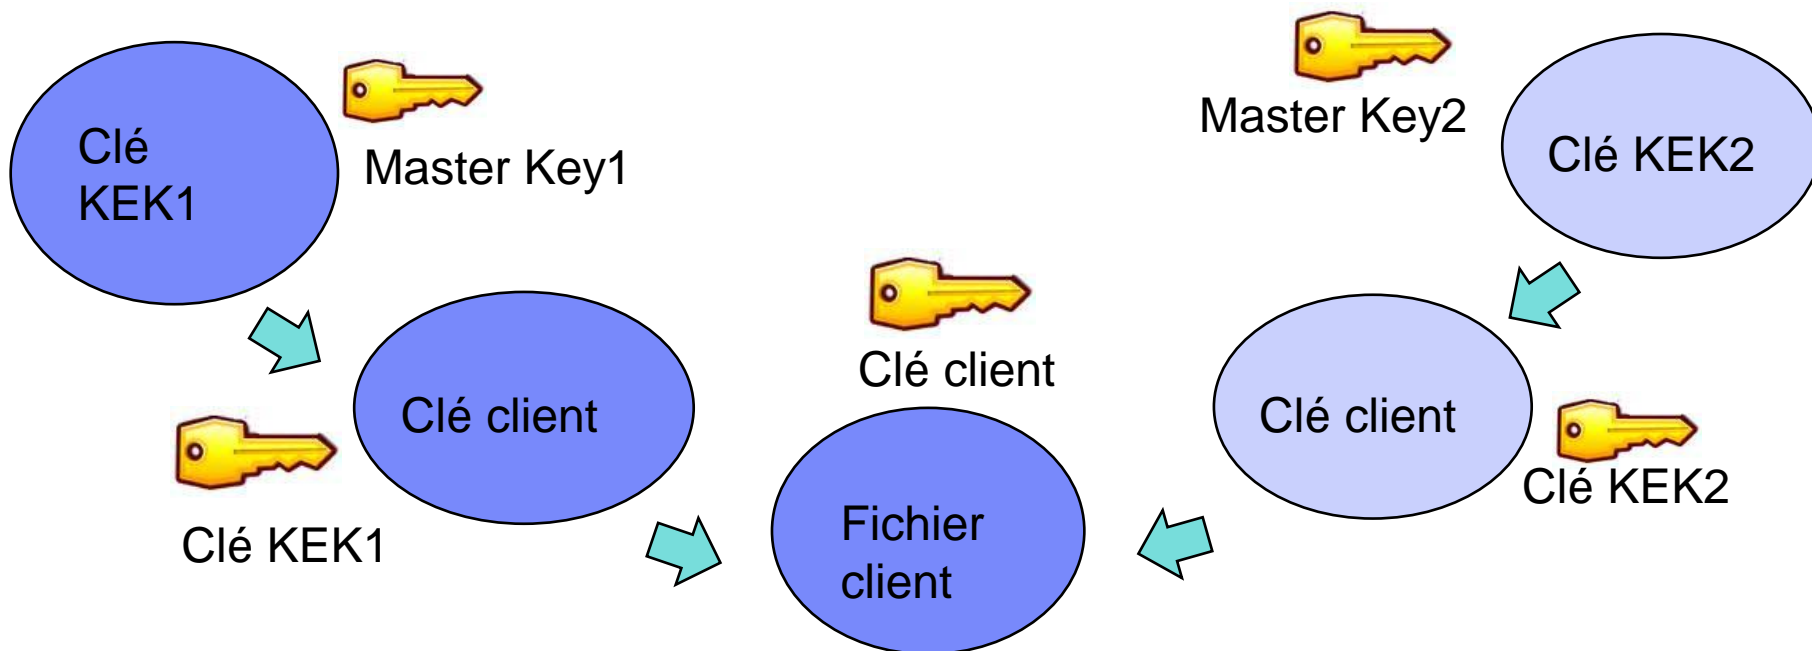 Clé
KEK1
Master Key1
Master Key2
Clé KEK2
Clé client
Clé client
Clé client
Clé KEK1
Clé KEK2
Fichier
client